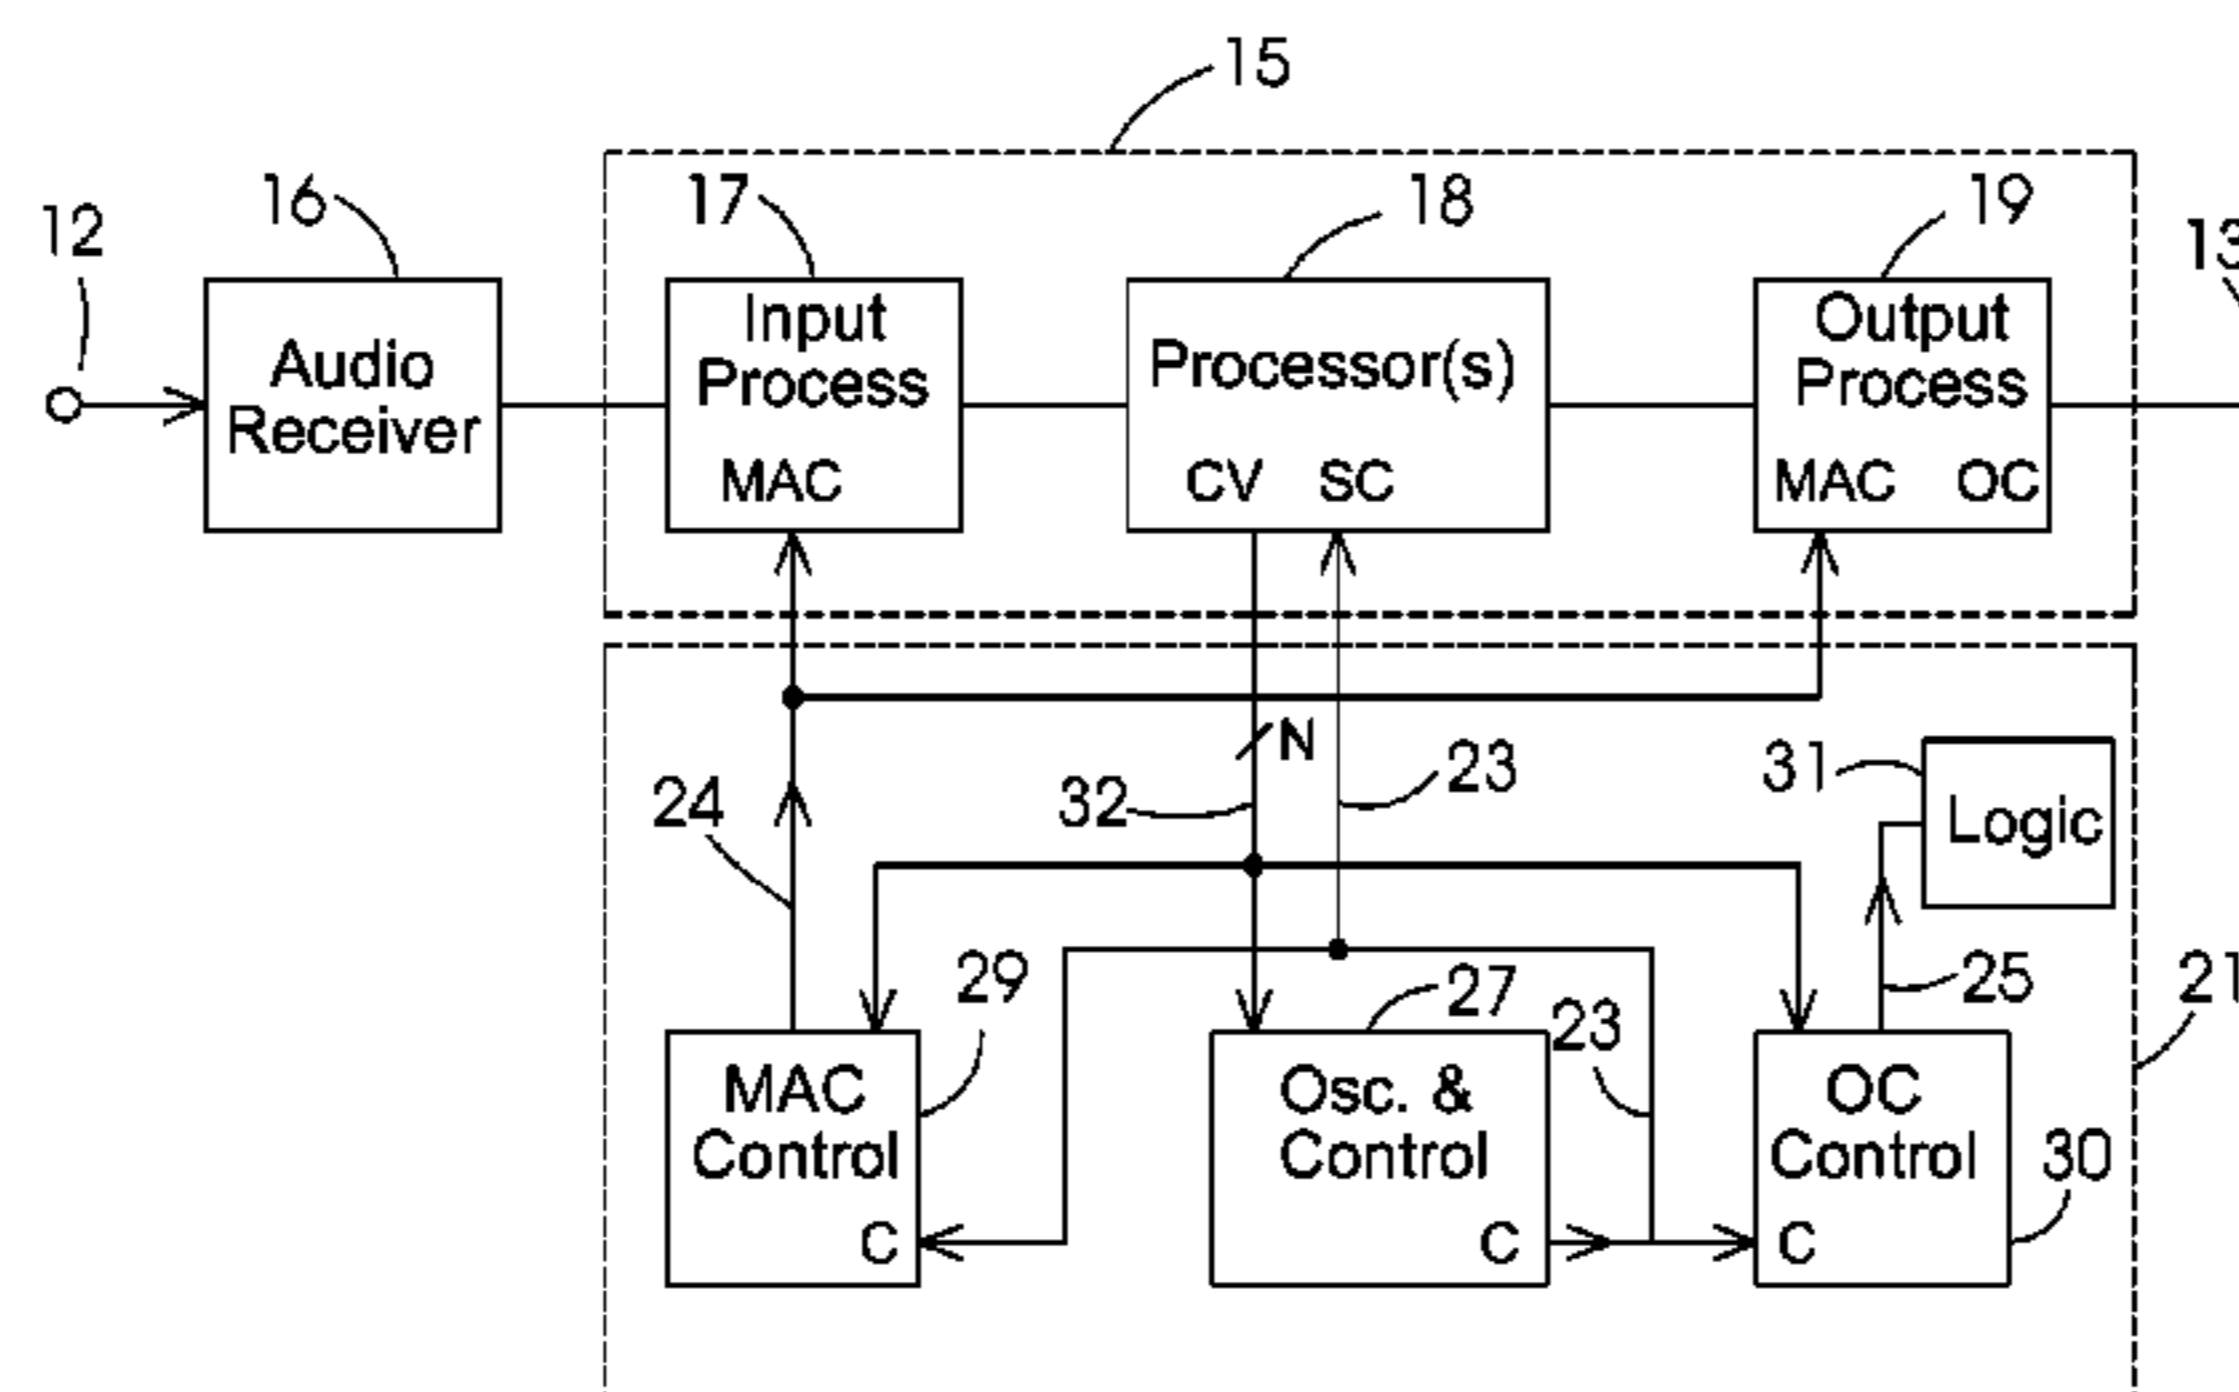 15
12
16
17
18
19
13
Audio
Receiver
Input
Process
MAC
Processor(s)
CV SC
Output
Process
MAC OC
N
24
32
23
31
Logic
29
27
23
25
21
MAC
Control
C
Osc. &
Control
C
OC
Control
C
30